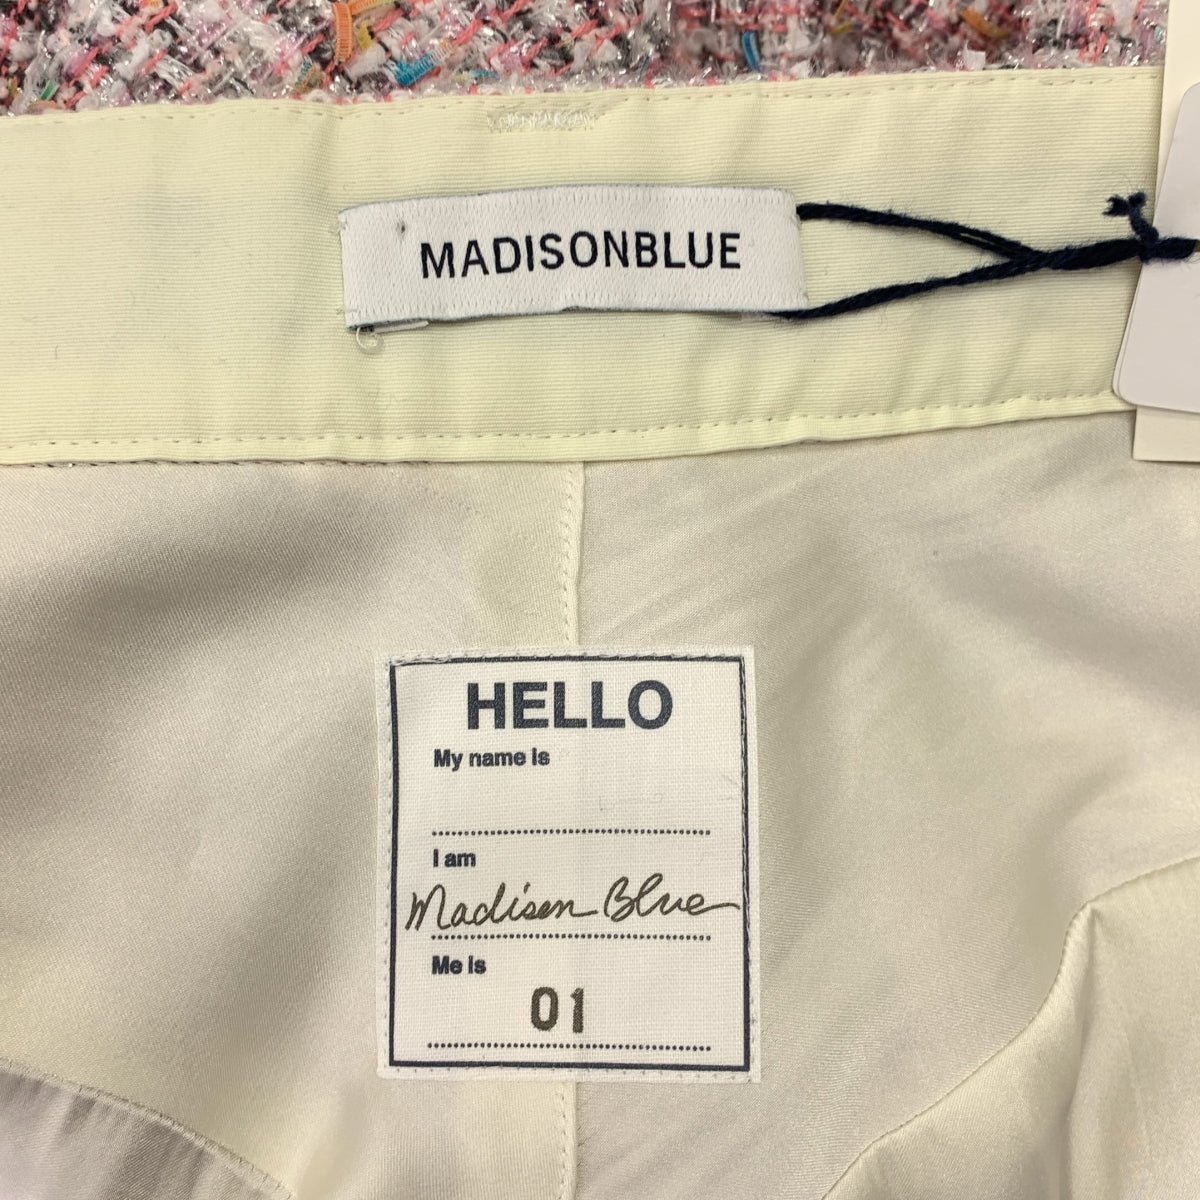 MADISONBLUE
HELLO
My name is
I am
Madison Blue
Me is
01